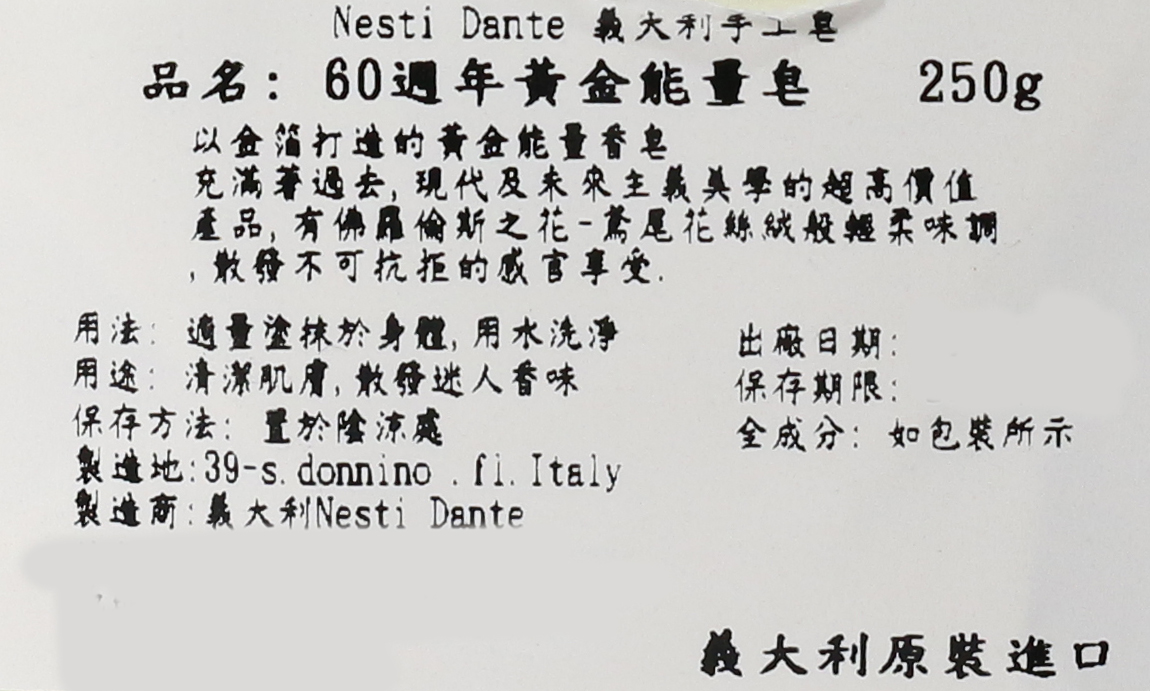 Nesti Dante 義大利手工皂
品名: 60週年黃金能量皂 250g
以金箔打造的黃金能量香皂
充滿著過去,現代及未來主義美學的超高價值
產品,有佛羅倫斯之花-鳶尾花絲絨般輕柔味調
,散發不可抗拒的感官享受.
用法: 適量塗抹於身體,用水洗淨
用途: 清潔肌膚,散發迷人香味
保存方法: 置於陰涼處
製造地:39-s.donnino .fi.Italy
製造商:義大利Nesti Dante
出廠日期:
保存期限:
全成分: 如包裝所示
義大利原裝進口